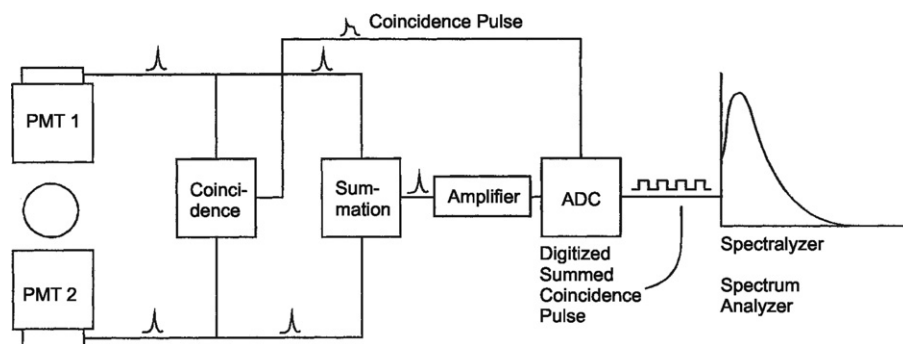 Coincidence Pulse
PMT 1
Coinci-
dence
Sum-
mation
Amplifier
ADC
PMT 2
Digitized
Summed
Coincidence
Pulse
Spectralyzer
Spectrum
Analyzer